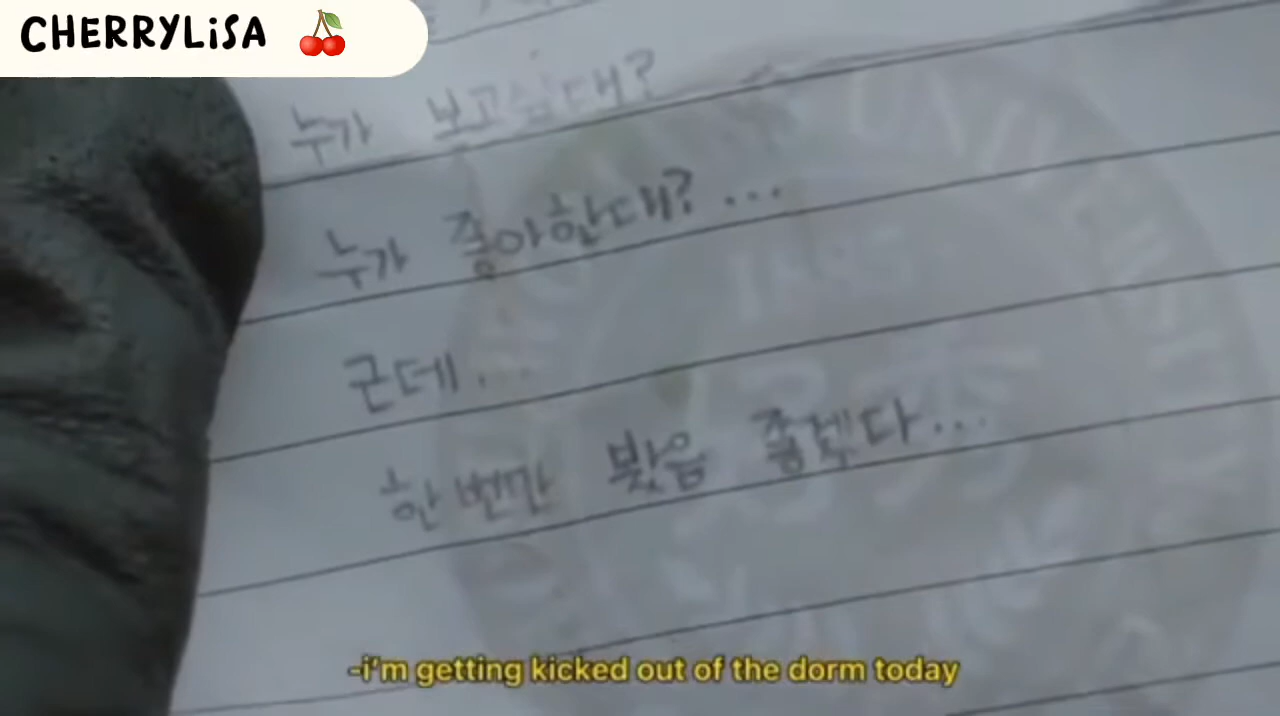 CHERRYLiSA
누가 보고싶대?
누가 좋아한대? ...
근데...
한번만 봤음 좋겠다...
-i'm getting kicked out of the dorm today